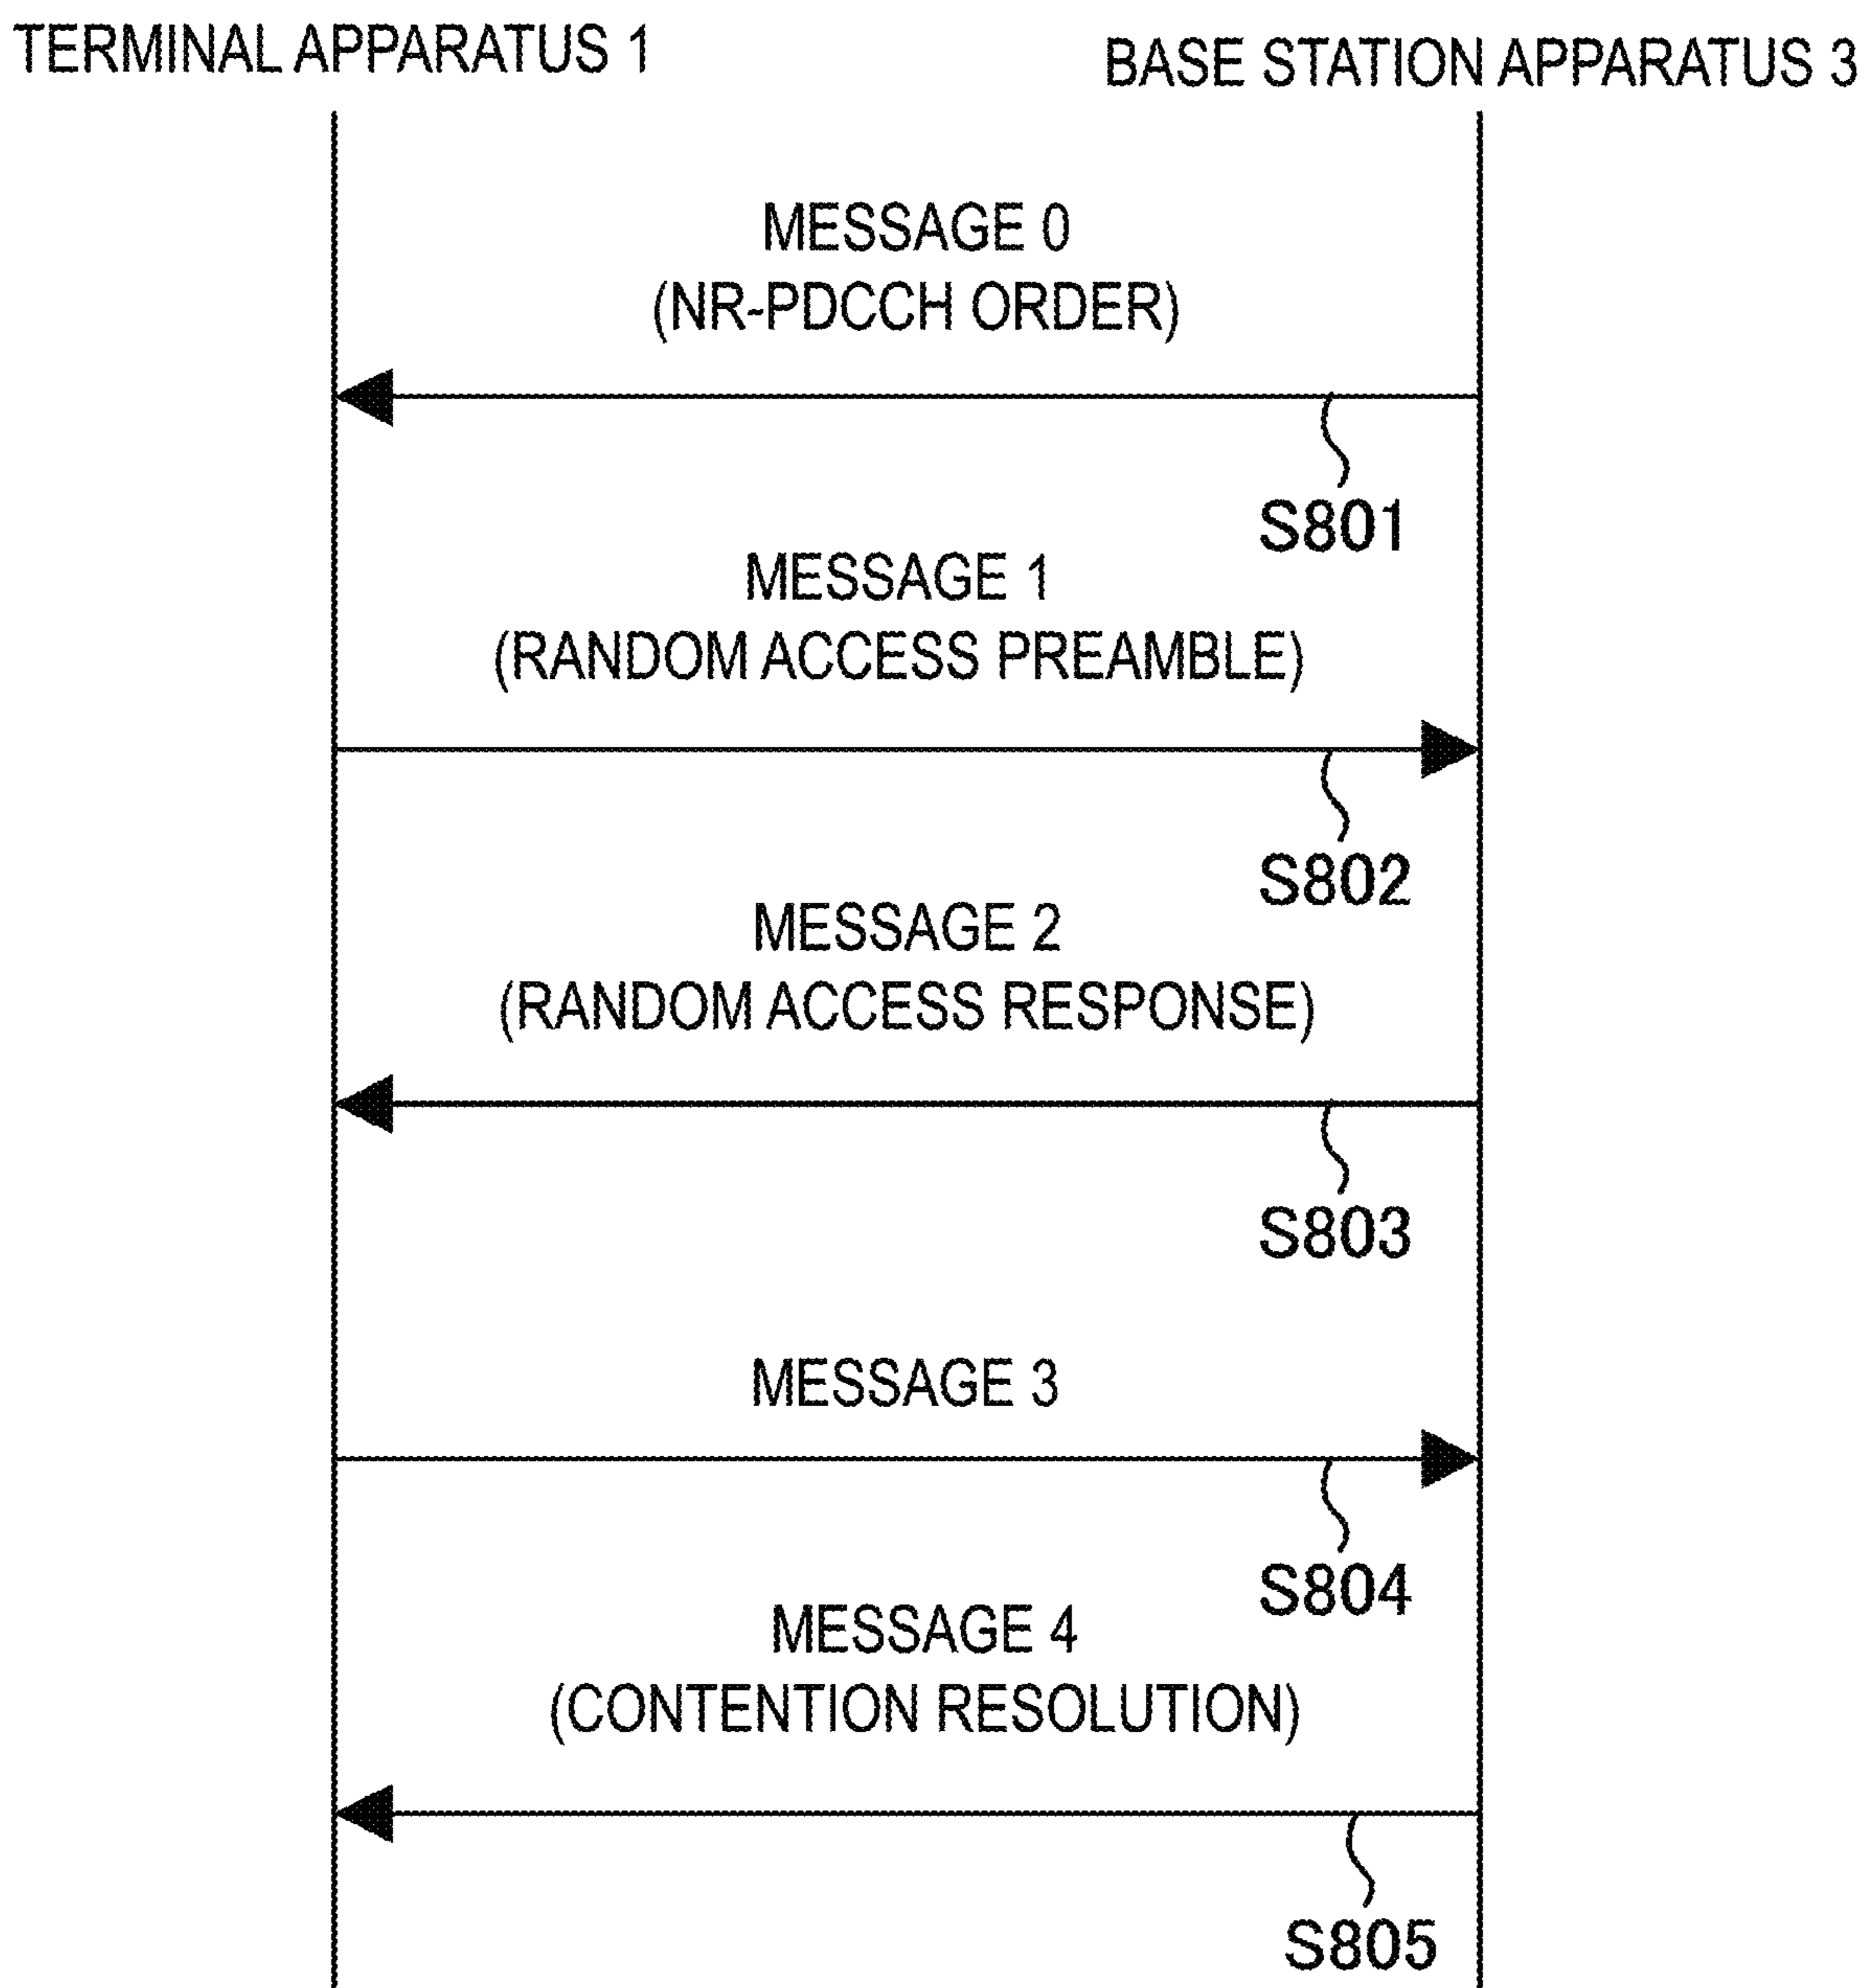 TERMINAL APPARATUS 1
BASE STATION APPARATUS 3
MESSAGE 0
(NR-PDCCH ORDER)
S801
MESSAGE 1
(RANDOM ACCESS PREAMBLE)
S802
MESSAGE 2
(RANDOM ACCESS RESPONSE)
S803
MESSAGE 3
S804
MESSAGE 4
(CONTENTION RESOLUTION)
S805